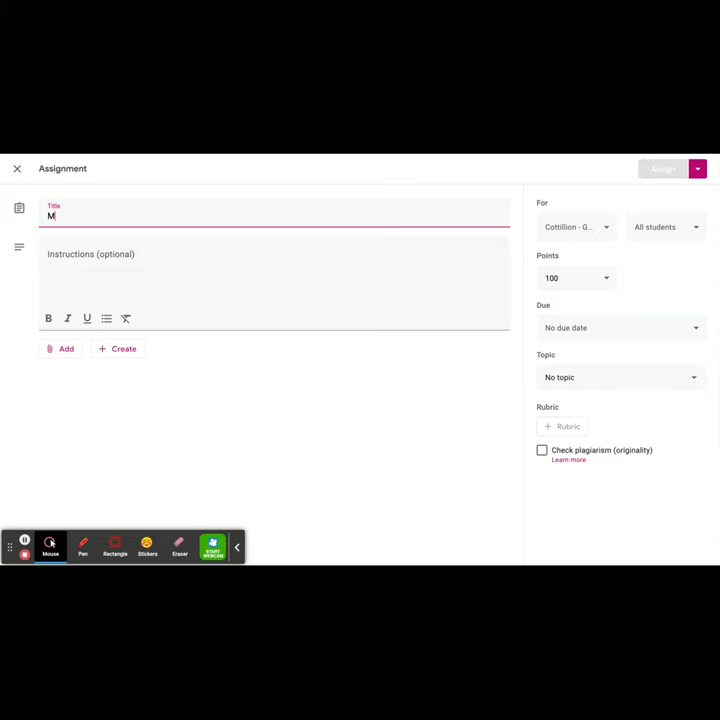 Assignment
Assign
Title
M
Instructions (optional)
B I U
Add
Create
For
Cottillion - G...
All students
Points
100
Due
No due date
Topic
No topic
Rubric
+ Rubric
Check plagiarism (originality)
Learn more
Mouse
Pen
Rectangle
Stickers
Eraser
START
WEBCAM